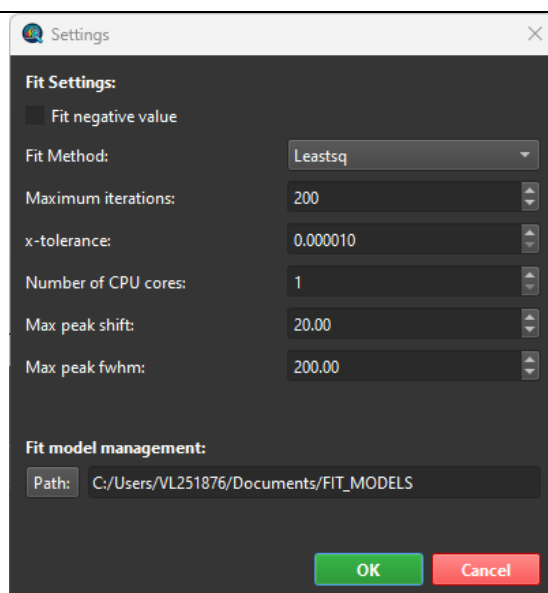 Settings
Fit Settings:
Fit negative value
Fit Method: Leastsq
Maximum iterations: 200
x-tolerance: 0.000010
Number of CPU cores: 1
Max peak shift: 20.00
Max peak fwhm: 200.00
Fit model management:
Path: C:/Users/VL251876/Documents/FIT_MODELS
OK Cancel